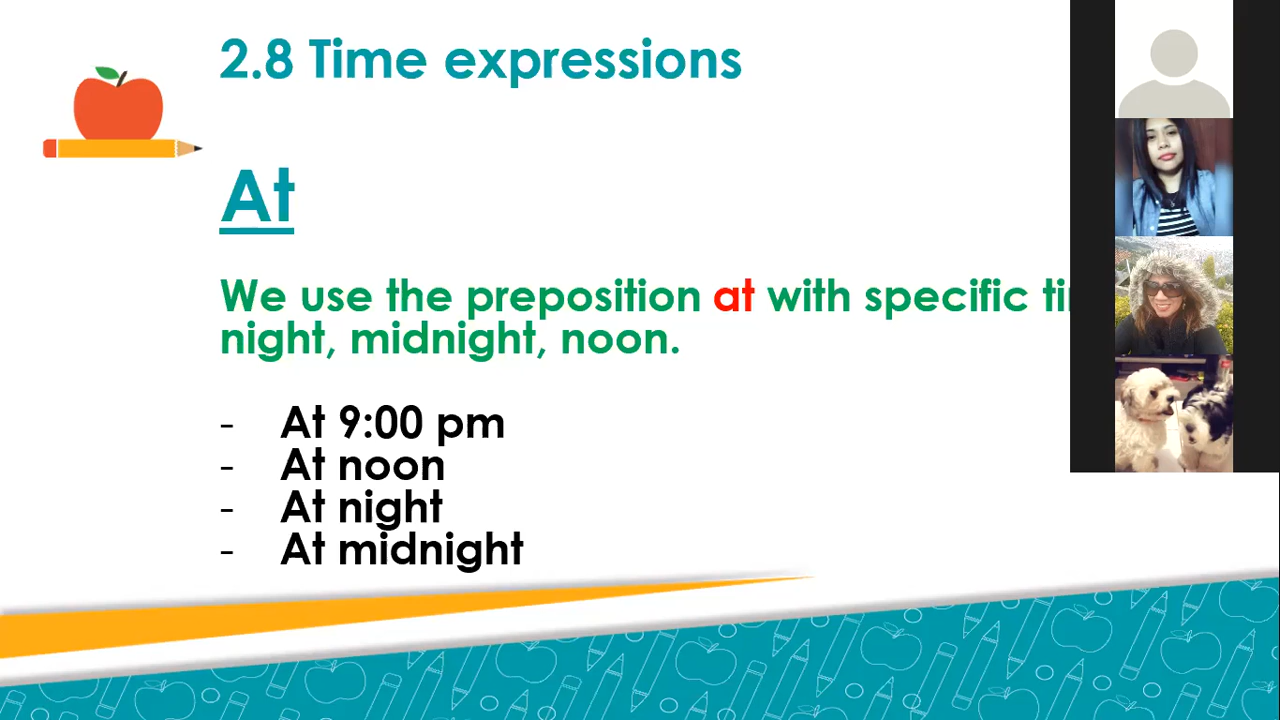 2.8 Time expressions
At
We use the preposition at with specific
night, midnight, noon.
- At 9:00 pm
- At noon
- At night
- At midnight